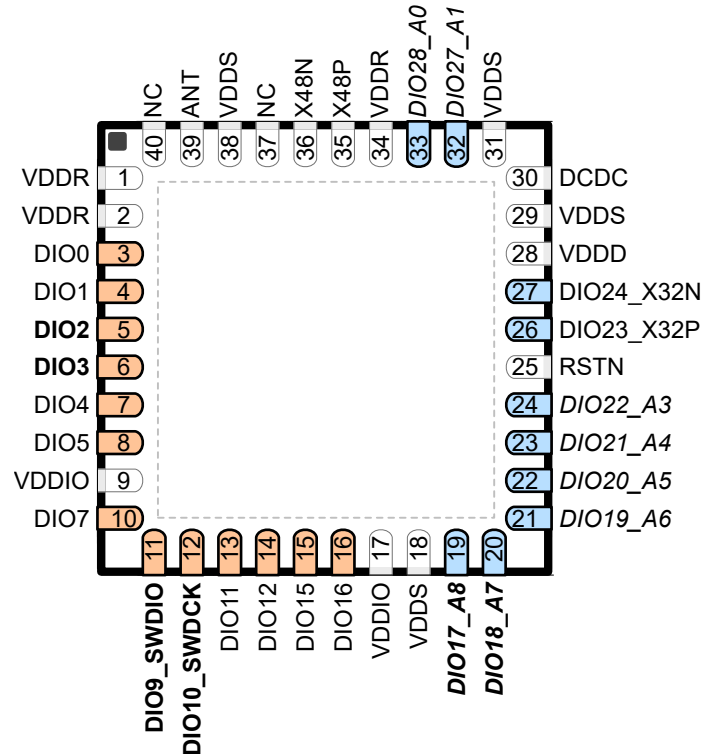 NC
ANT
VDDS
NC
X48N
X48P
VDDR
DIO28_A0
DIO27_A1
VDDS
40
39
38
37
36
35
34
33
32
31
VDDR 1
VDDR 2
DIO0 3
DIO1 4
DIO2 5
DIO3 6
DIO4 7
DIO5 8
VDDIO 9
DIO7 10
30 DCDC
29 VDDS
28 VDDD
27 DIO24_X32N
26 DIO23_X32P
25 RSTN
24 DIO22_A3
23 DIO21_A4
22 DIO20_A5
21 DIO19_A6
11
12
13
14
15
16
17
18
19
20
DIO9_SWDIO
DIO10_SWDCK
DIO11
DIO12
DIO15
DIO16
VDDIO
VDDS
DIO17_A8
DIO18_A7